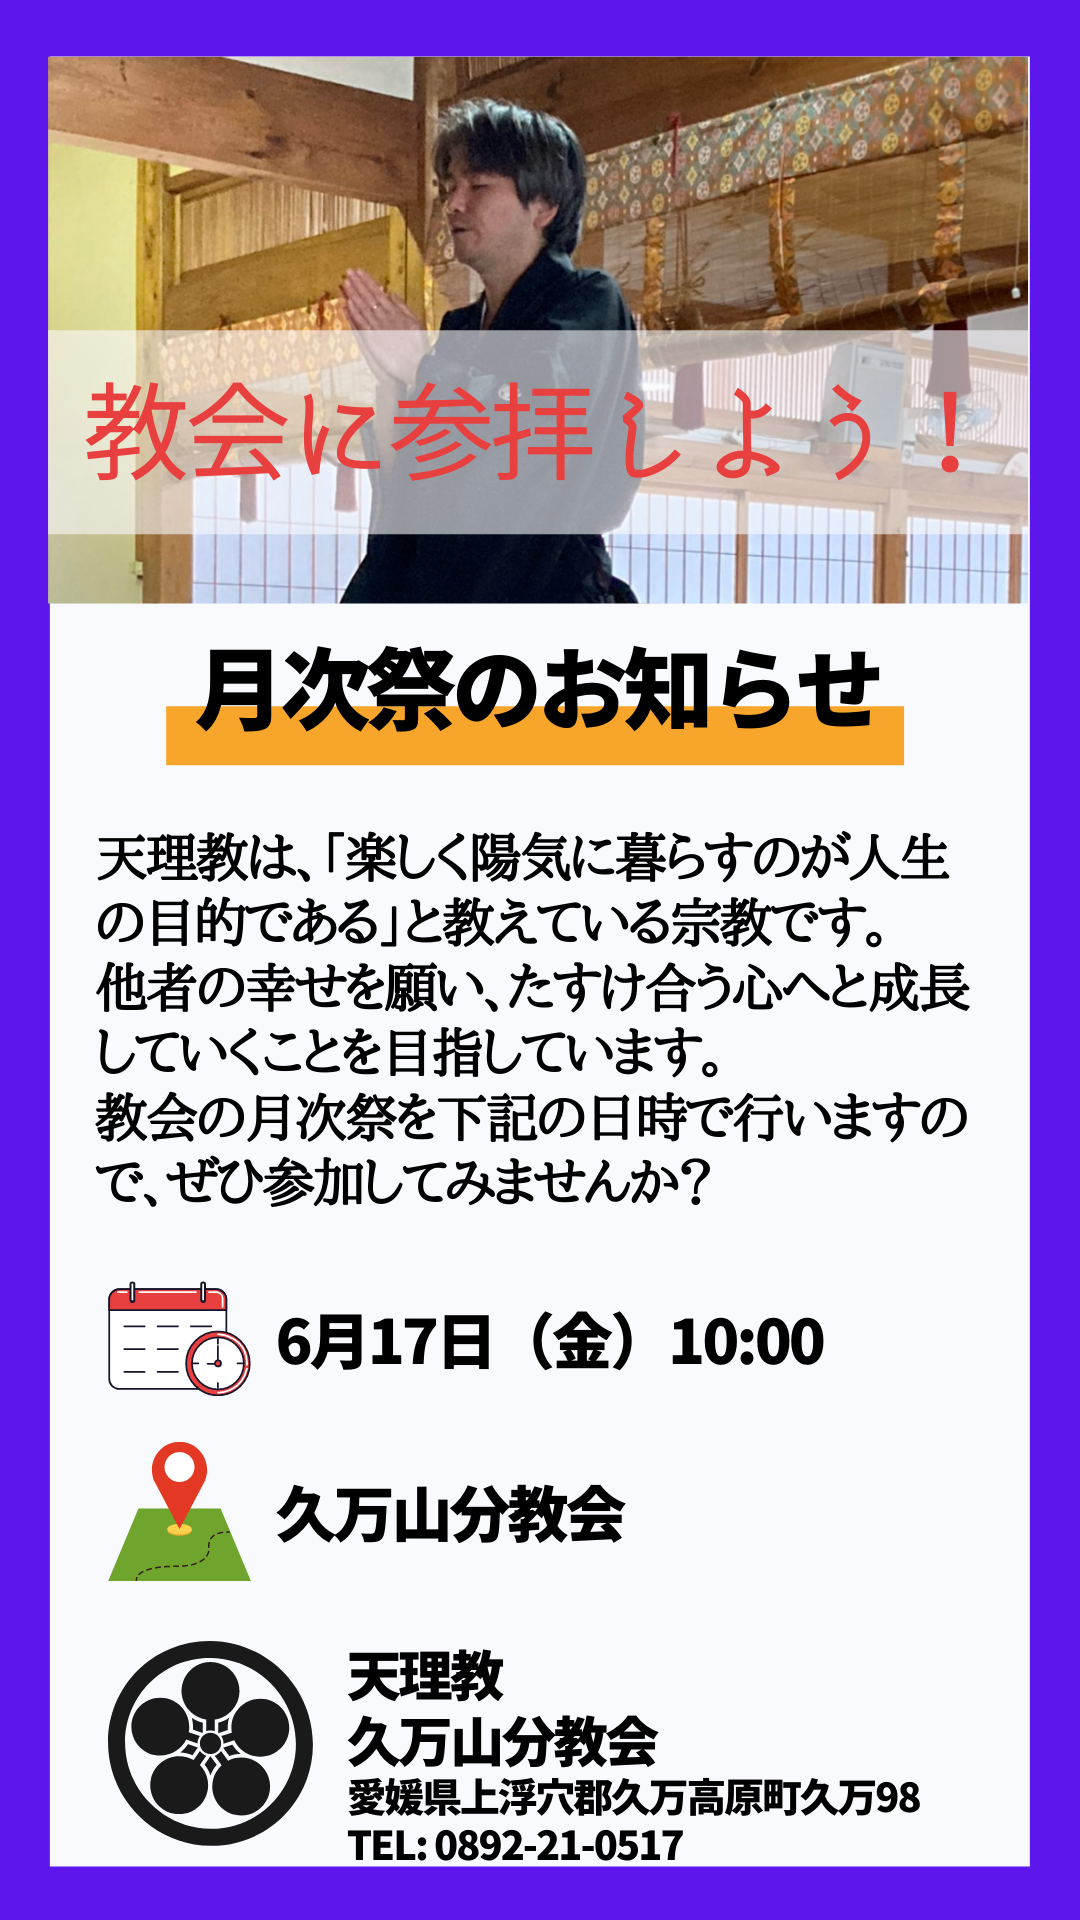 教会に参拝しよう！
月次祭のお知らせ
天理教は、「楽しく陽気に暮らすのが人生
の目的である」と教えている宗教です。
他者の幸せを願い、たすけ合う心へと成長
していくことを目指しています。
教会の月次祭を下記の日時で行いますの
で、ぜひ参加してみませんか？
6月17日（金）10:00
久万山分教会
天理教
久万山分教会
愛媛県上浮穴郡久万高原町久万98
TEL: 0892-21-0517